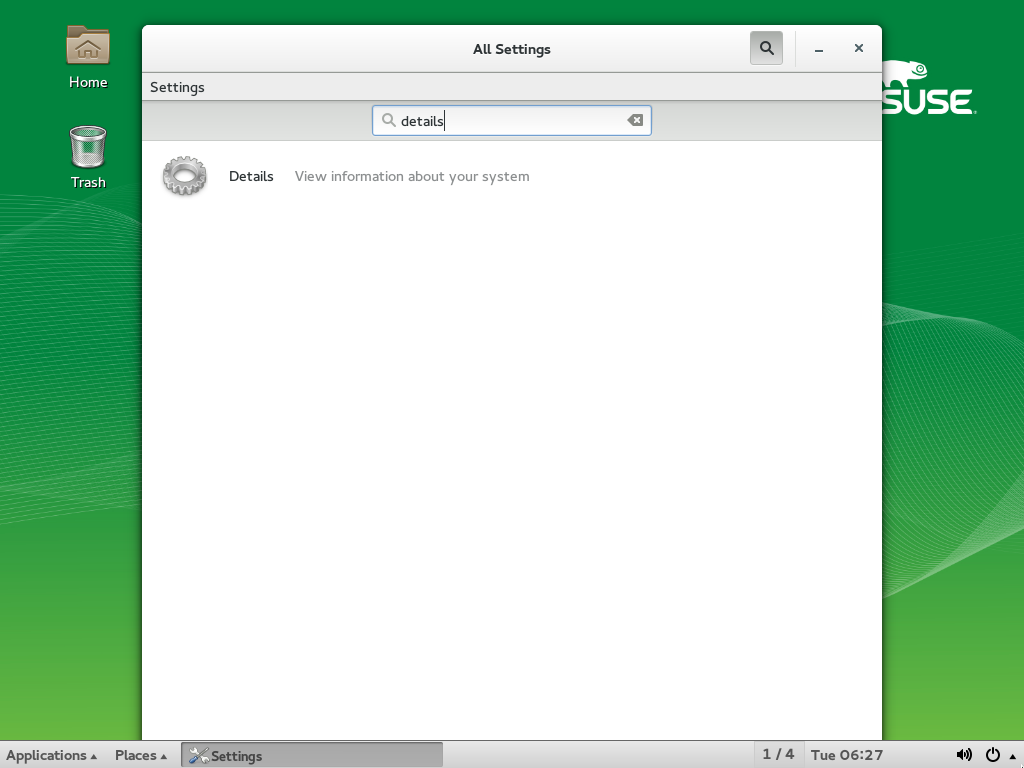 Home
Trash
All Settings
Settings
details
Details View information about your system
SUSE
Applications Places Settings 1 / 4 Tue 06:27